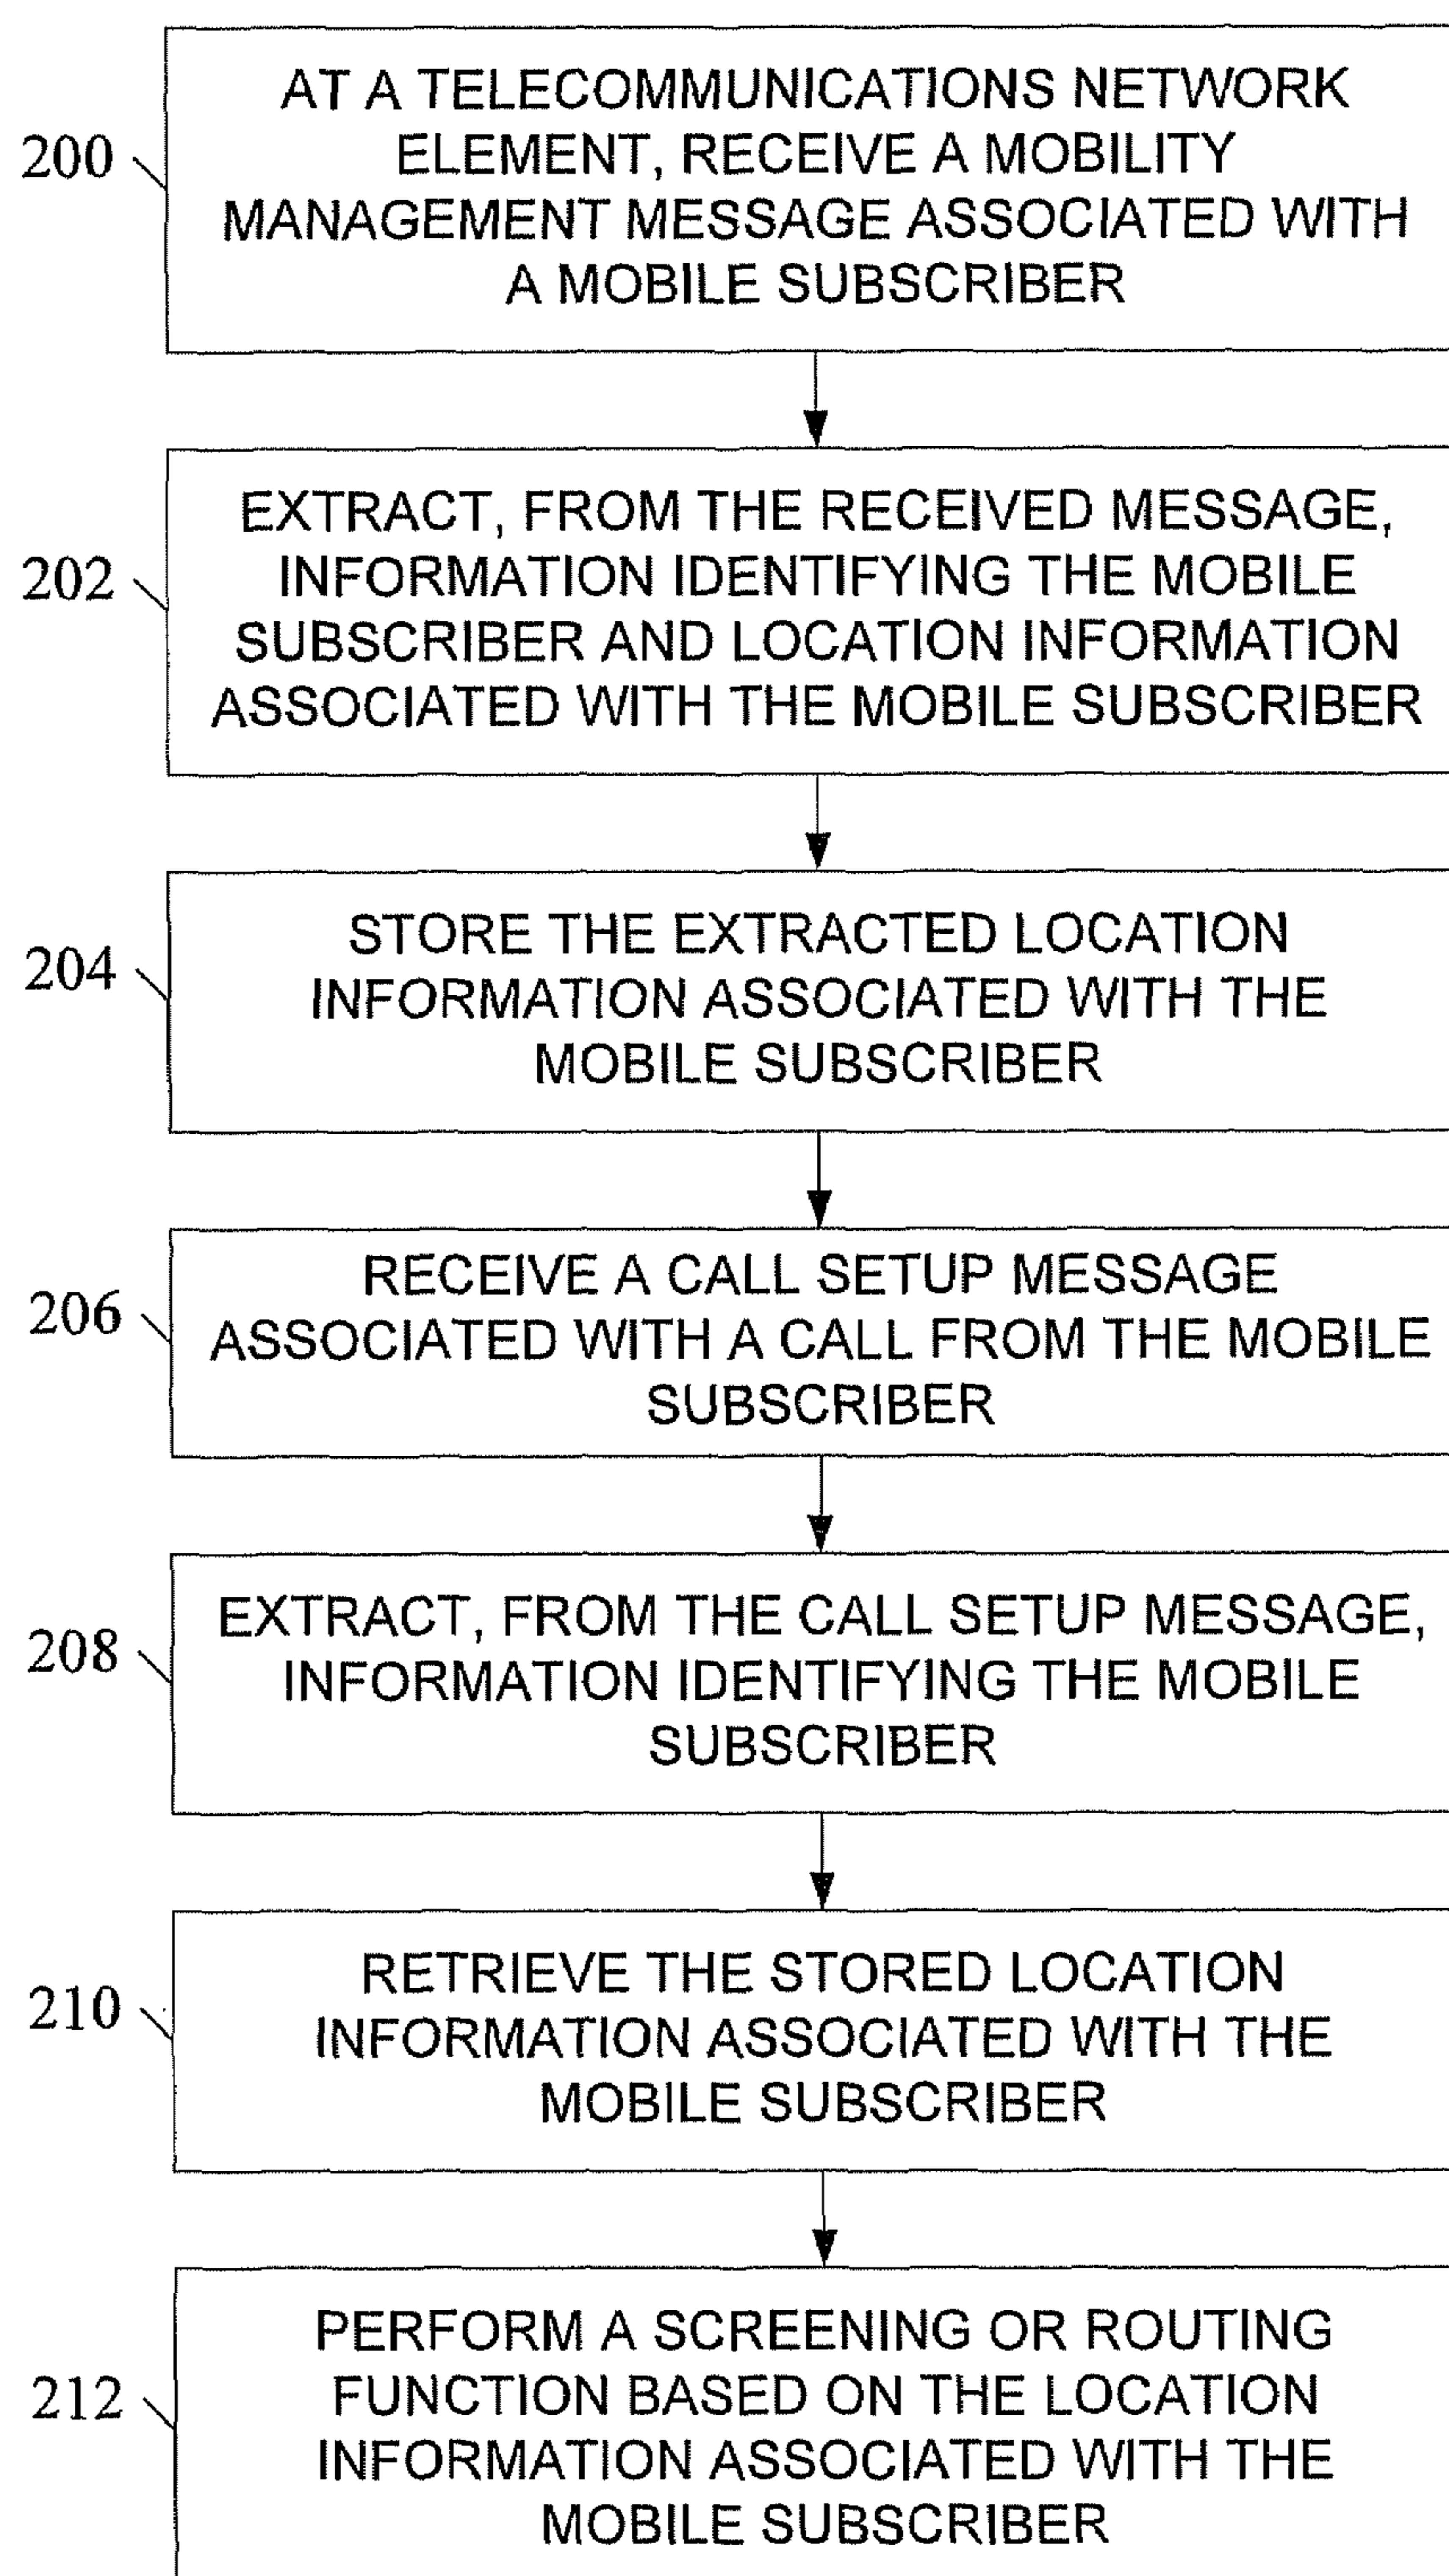 AT A TELECOMMUNICATIONS NETWORK
ELEMENT, RECEIVE A MOBILITY
MANAGEMENT MESSAGE ASSOCIATED WITH
A MOBILE SUBSCRIBER
200
EXTRACT, FROM THE RECEIVED MESSAGE,
INFORMATION IDENTIFYING THE MOBILE
SUBSCRIBER AND LOCATION INFORMATION
ASSOCIATED WITH THE MOBILE SUBSCRIBER
202
STORE THE EXTRACTED LOCATION
INFORMATION ASSOCIATED WITH THE
MOBILE SUBSCRIBER
204
RECEIVE A CALL SETUP MESSAGE
ASSOCIATED WITH A CALL FROM THE MOBILE
SUBSCRIBER
206
EXTRACT, FROM THE CALL SETUP MESSAGE,
INFORMATION IDENTIFYING THE MOBILE
SUBSCRIBER
208
RETRIEVE THE STORED LOCATION
INFORMATION ASSOCIATED WITH THE
MOBILE SUBSCRIBER
210
PERFORM A SCREENING OR ROUTING
FUNCTION BASED ON THE LOCATION
INFORMATION ASSOCIATED WITH THE
MOBILE SUBSCRIBER
212